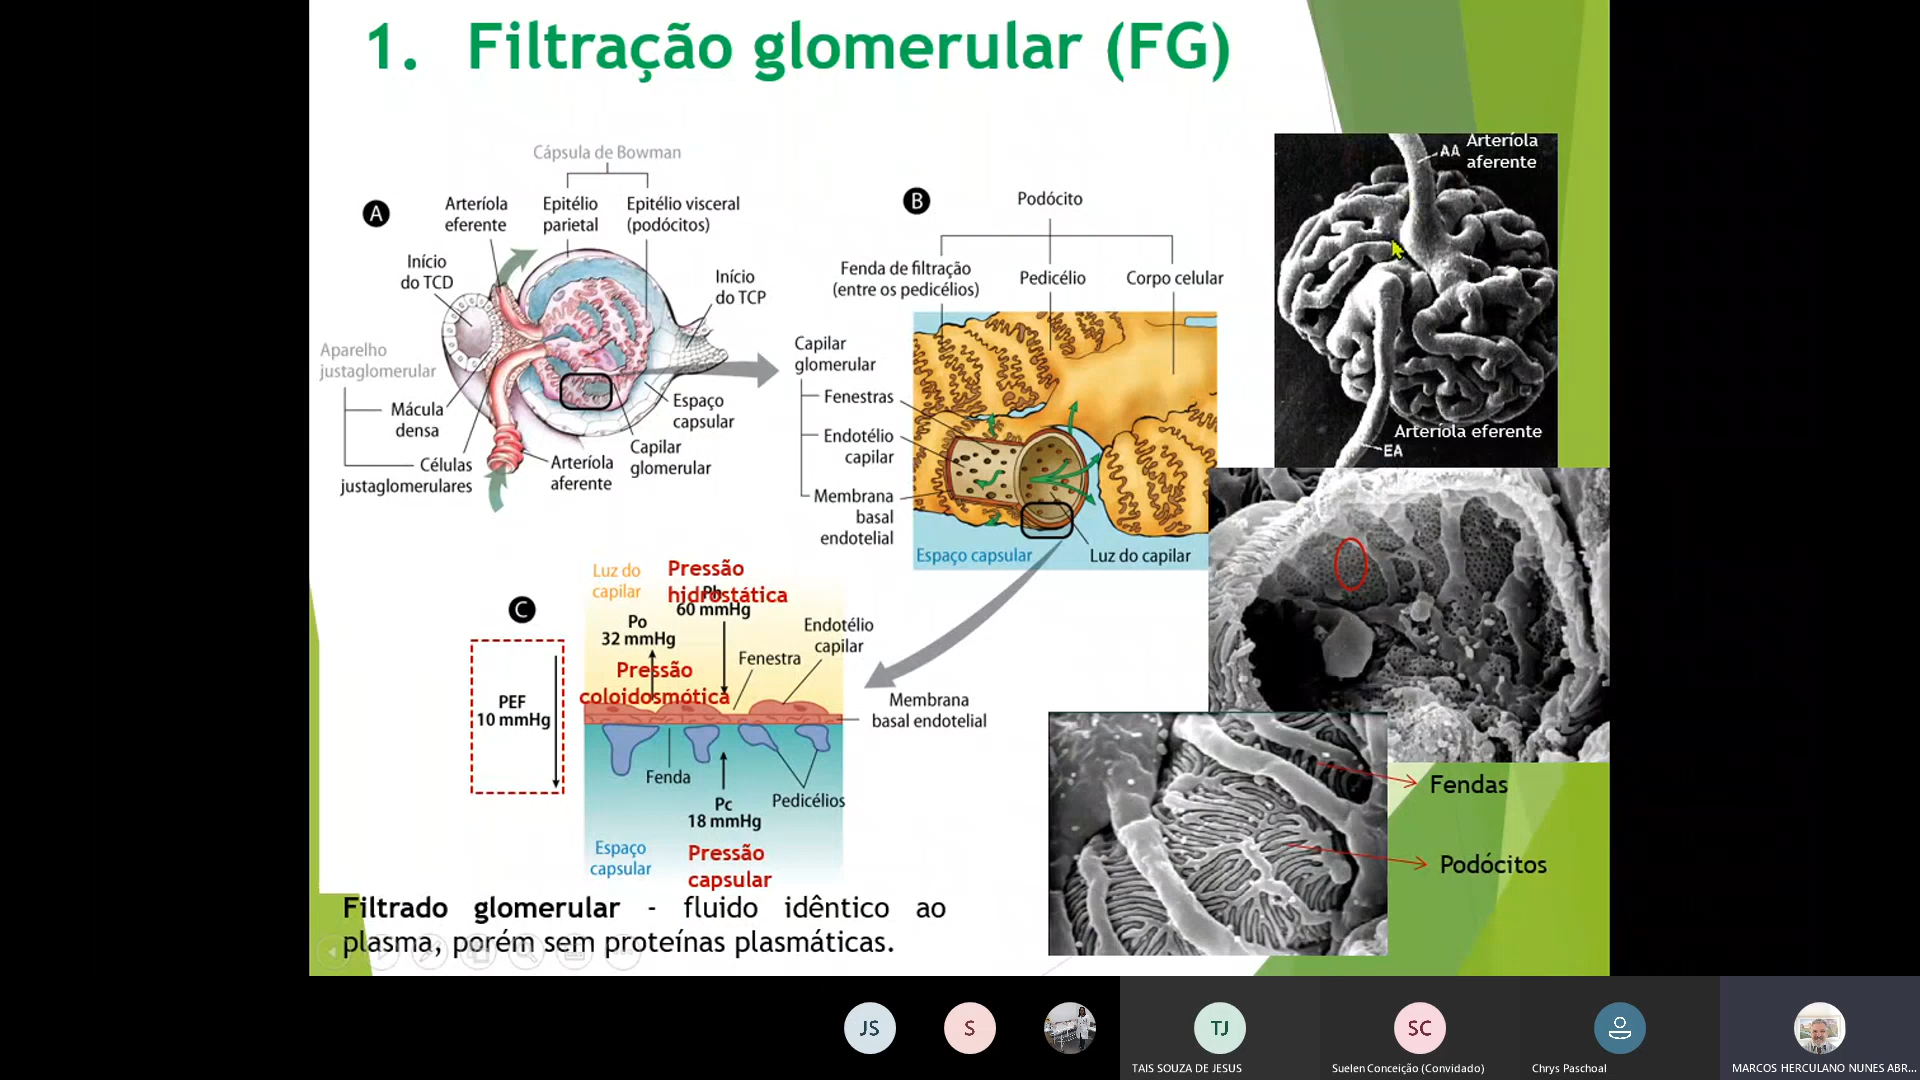 1. Filtração glomerular (FG)
A
Cápsula de Bowman
Arteríola
eferente
Epitélio
parietal
Epitélio visceral
(podócitos)
Início
do TCD
Início
do TCP
Aparelho
justaglomerular
Mácula
densa
Células
justaglomerulares
Arteríola
aferente
Capilar
glomerular
Espaço
capsular
B
Podócito
Fenda de filtração
(entre os pedicélios)
Pedicélio
Corpo celular
Capilar
glomerular
Fenestras
Endotélio
capilar
Membrana
basal
endotelial
Espaço capsular
Luz do capilar
AA
Arteríola
aferente
Arteríola eferente
EA
C
Luz do
capilar
Pressão
hidrostática
Ph
60 mmHg
Po
32 mmHg
Pressão
coloidosmótica
Fenestra
Endotélio
capilar
Membrana
basal endotelial
PEF
10 mmHg
Fenda
Pedicélios
Pc
18 mmHg
Espaço
capsular
Pressão
capsular
Fendas
Podócitos
Filtrado glomerular - fluido idêntico ao
plasma, porém sem proteínas plasmáticas.
JS
S
TJ
SC
TAIS SOUZA DE JESUS
Suelen Conceição (Convidado)
Chrys Paschoal
MARCOS HERCULANO NUNES ABR...